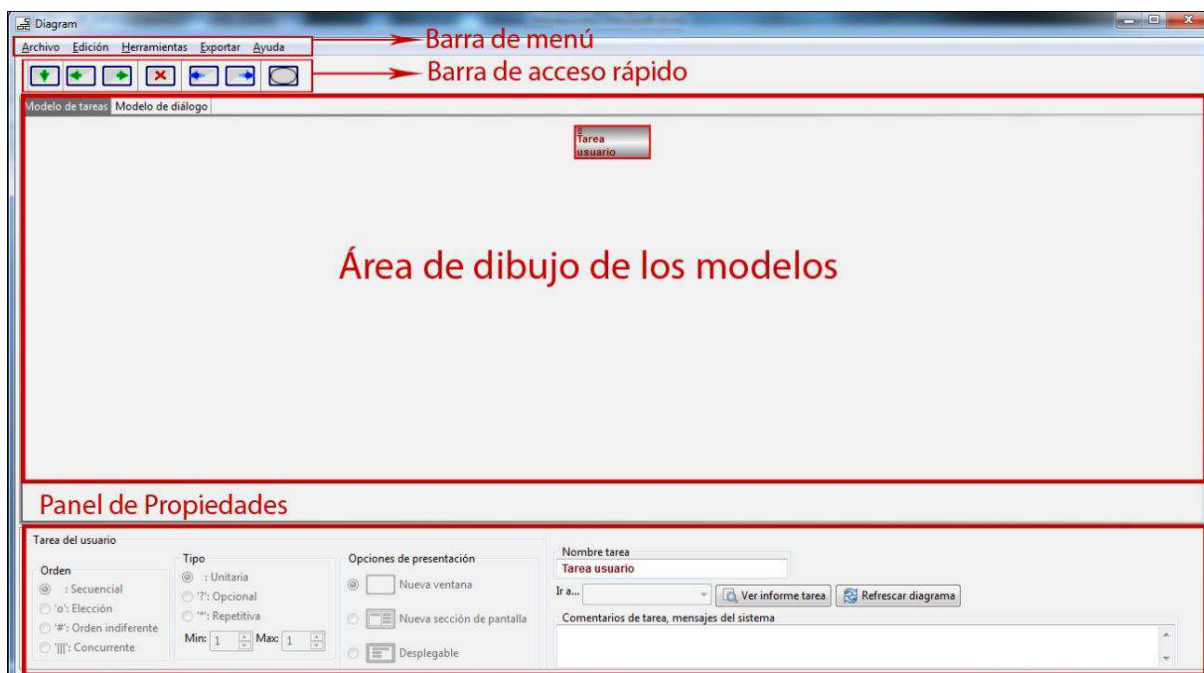 Diagram
Archivo Edición Herramientas Exportar Ayuda
Barra de menú
Barra de acceso rápido
Modelo de tareas Modelo de diálogo
0
Tarea
usuario
Área de dibujo de los modelos
Panel de Propiedades
Tarea del usuario
Orden
: Secuencial
'o': Elección
'#': Orden indiferente
'|||': Concurrente
Tipo
: Unitaria
'?': Opcional
'*': Repetitiva
Min: 1 Max: 1
Opciones de presentación
Nueva ventana
Nueva sección de pantalla
Desplegable
Nombre tarea
Tarea usuario
Ir a... Ver informe tarea Refrescar diagrama
Comentarios de tarea, mensajes del sistema